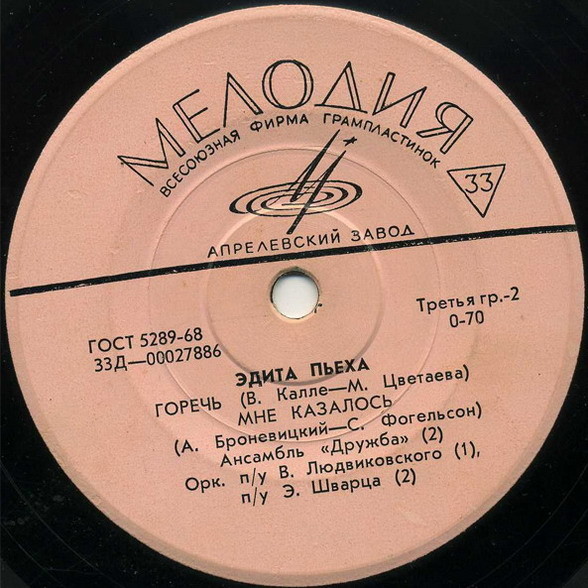 МЕЛОДИЯ
ВСЕСОЮЗНАЯ ФИРМА ГРАМПЛАСТИНОК
33
АПРЕЛЕВСКИЙ ЗАВОД
ГОСТ 5289-68
33Д—00027886
Третья гр.-2
0-70
ЭДИТА ПЬЕХА
ГОРЕЧЬ (В. Калле—М. Цветаева)
МНЕ КАЗАЛОСЬ
(А. Броневицкий—С. Фогельсон)
Ансамбль «Дружба» (2)
Орк. п/у В. Людвиковского (1),
п/у Э. Шварца (2)